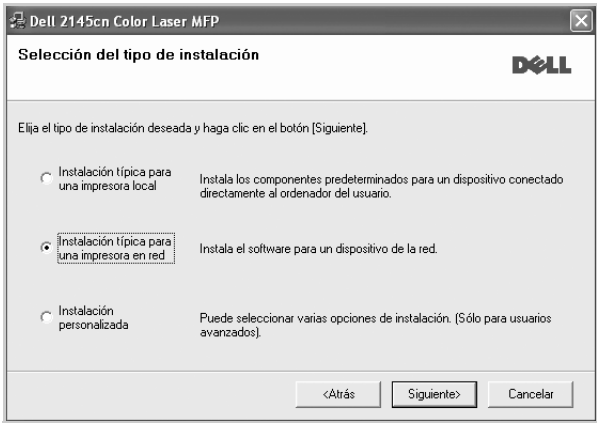 Dell 2145cn Color Laser MFP
Selección del tipo de instalación
DELL
Elija el tipo de instalación deseada y haga clic en el botón [Siguiente].
Instalación típica para
una impresora local
Instala los componentes predeterminados para un dispositivo conectado
directamente al ordenador del usuario.
Instalación típica para
una impresora en red
Instala el software para un dispositivo de la red.
Instalación
personalizada
Puede seleccionar varias opciones de instalación. (Sólo para usuarios
avanzados).
<Atrás
Siguiente>
Cancelar